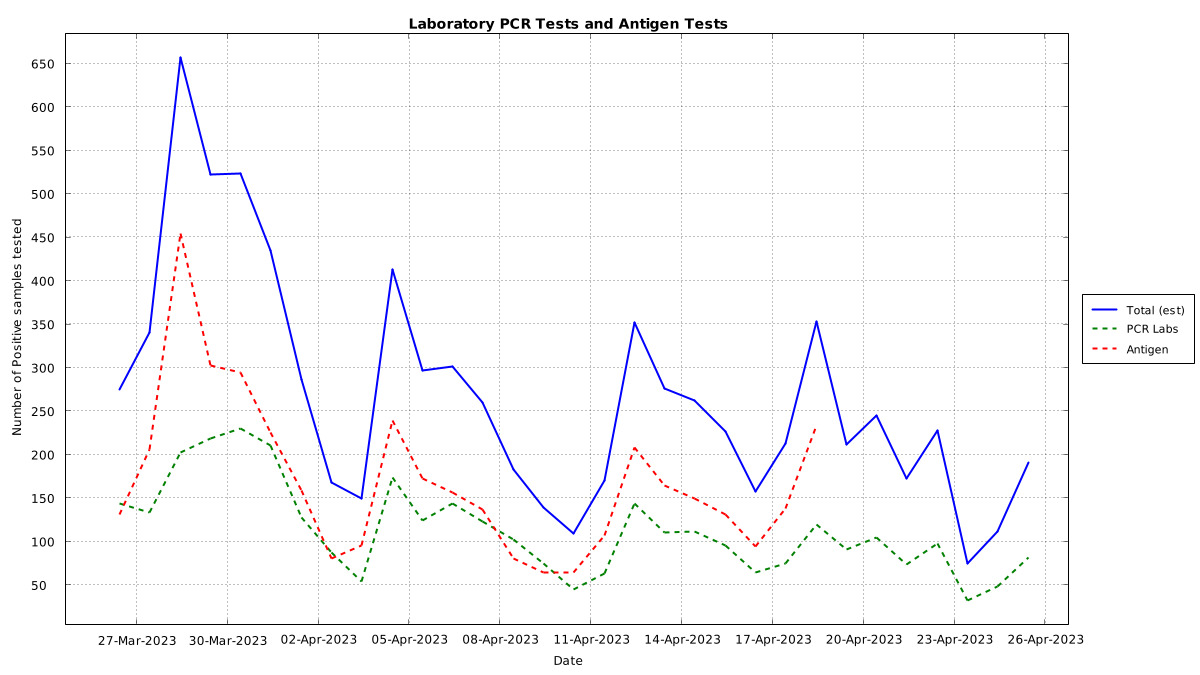 Laboratory PCR Tests and Antigen Tests
650
600
550
500
450
400
350
300
250
200
150
100
50
Number of Positive samples tested
27-Mar-2023 30-Mar-2023 02-Apr-2023 05-Apr-2023 08-Apr-2023 11-Apr-2023 14-Apr-2023 17-Apr-2023 20-Apr-2023 23-Apr-2023 26-Apr-2023
Date
Total (est)
PCR Labs
Antigen